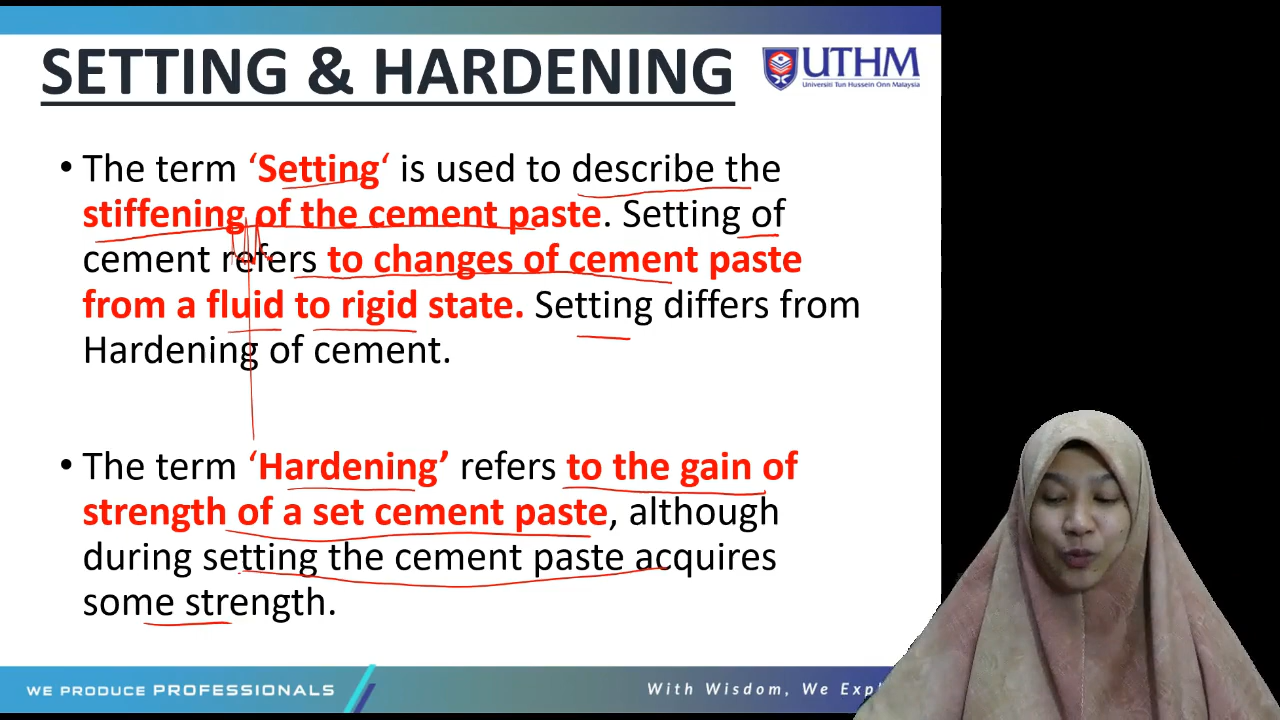 SETTING & HARDENING
UTHM
Universiti Tun Hussein Onn Malaysia
• The term ‘Setting‘ is used to describe the
stiffening of the cement paste. Setting of
cement refers to changes of cement paste
from a fluid to rigid state. Setting differs from
Hardening of cement.
• The term ‘Hardening’ refers to the gain of
strength of a set cement paste, although
during setting the cement paste acquires
some strength.
WE PRODUCE PROFESSIONALS
With Wisdom, We Expl